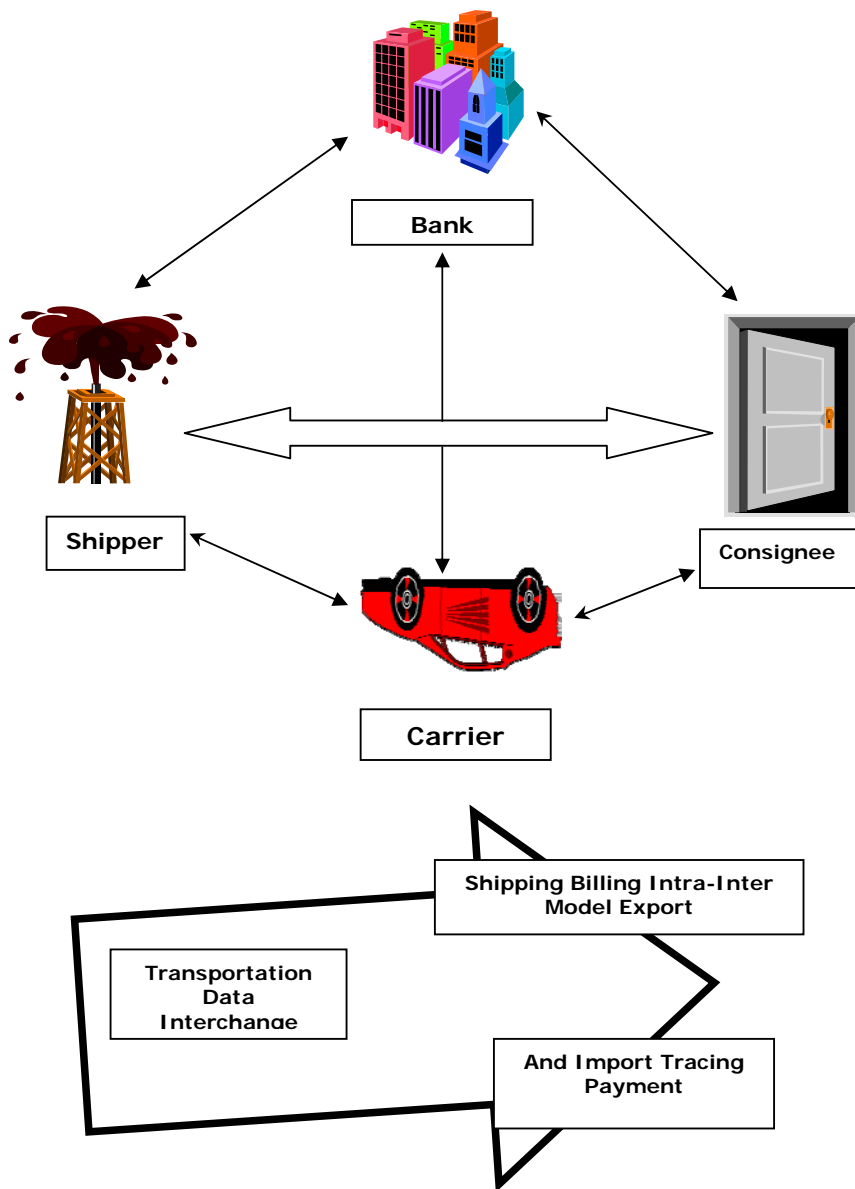 Bank
Shipper
Consignee
Carrier
Shipping Billing Intra-Inter
Model Export
Transportation
Data
Interchange
And Import Tracing
Payment